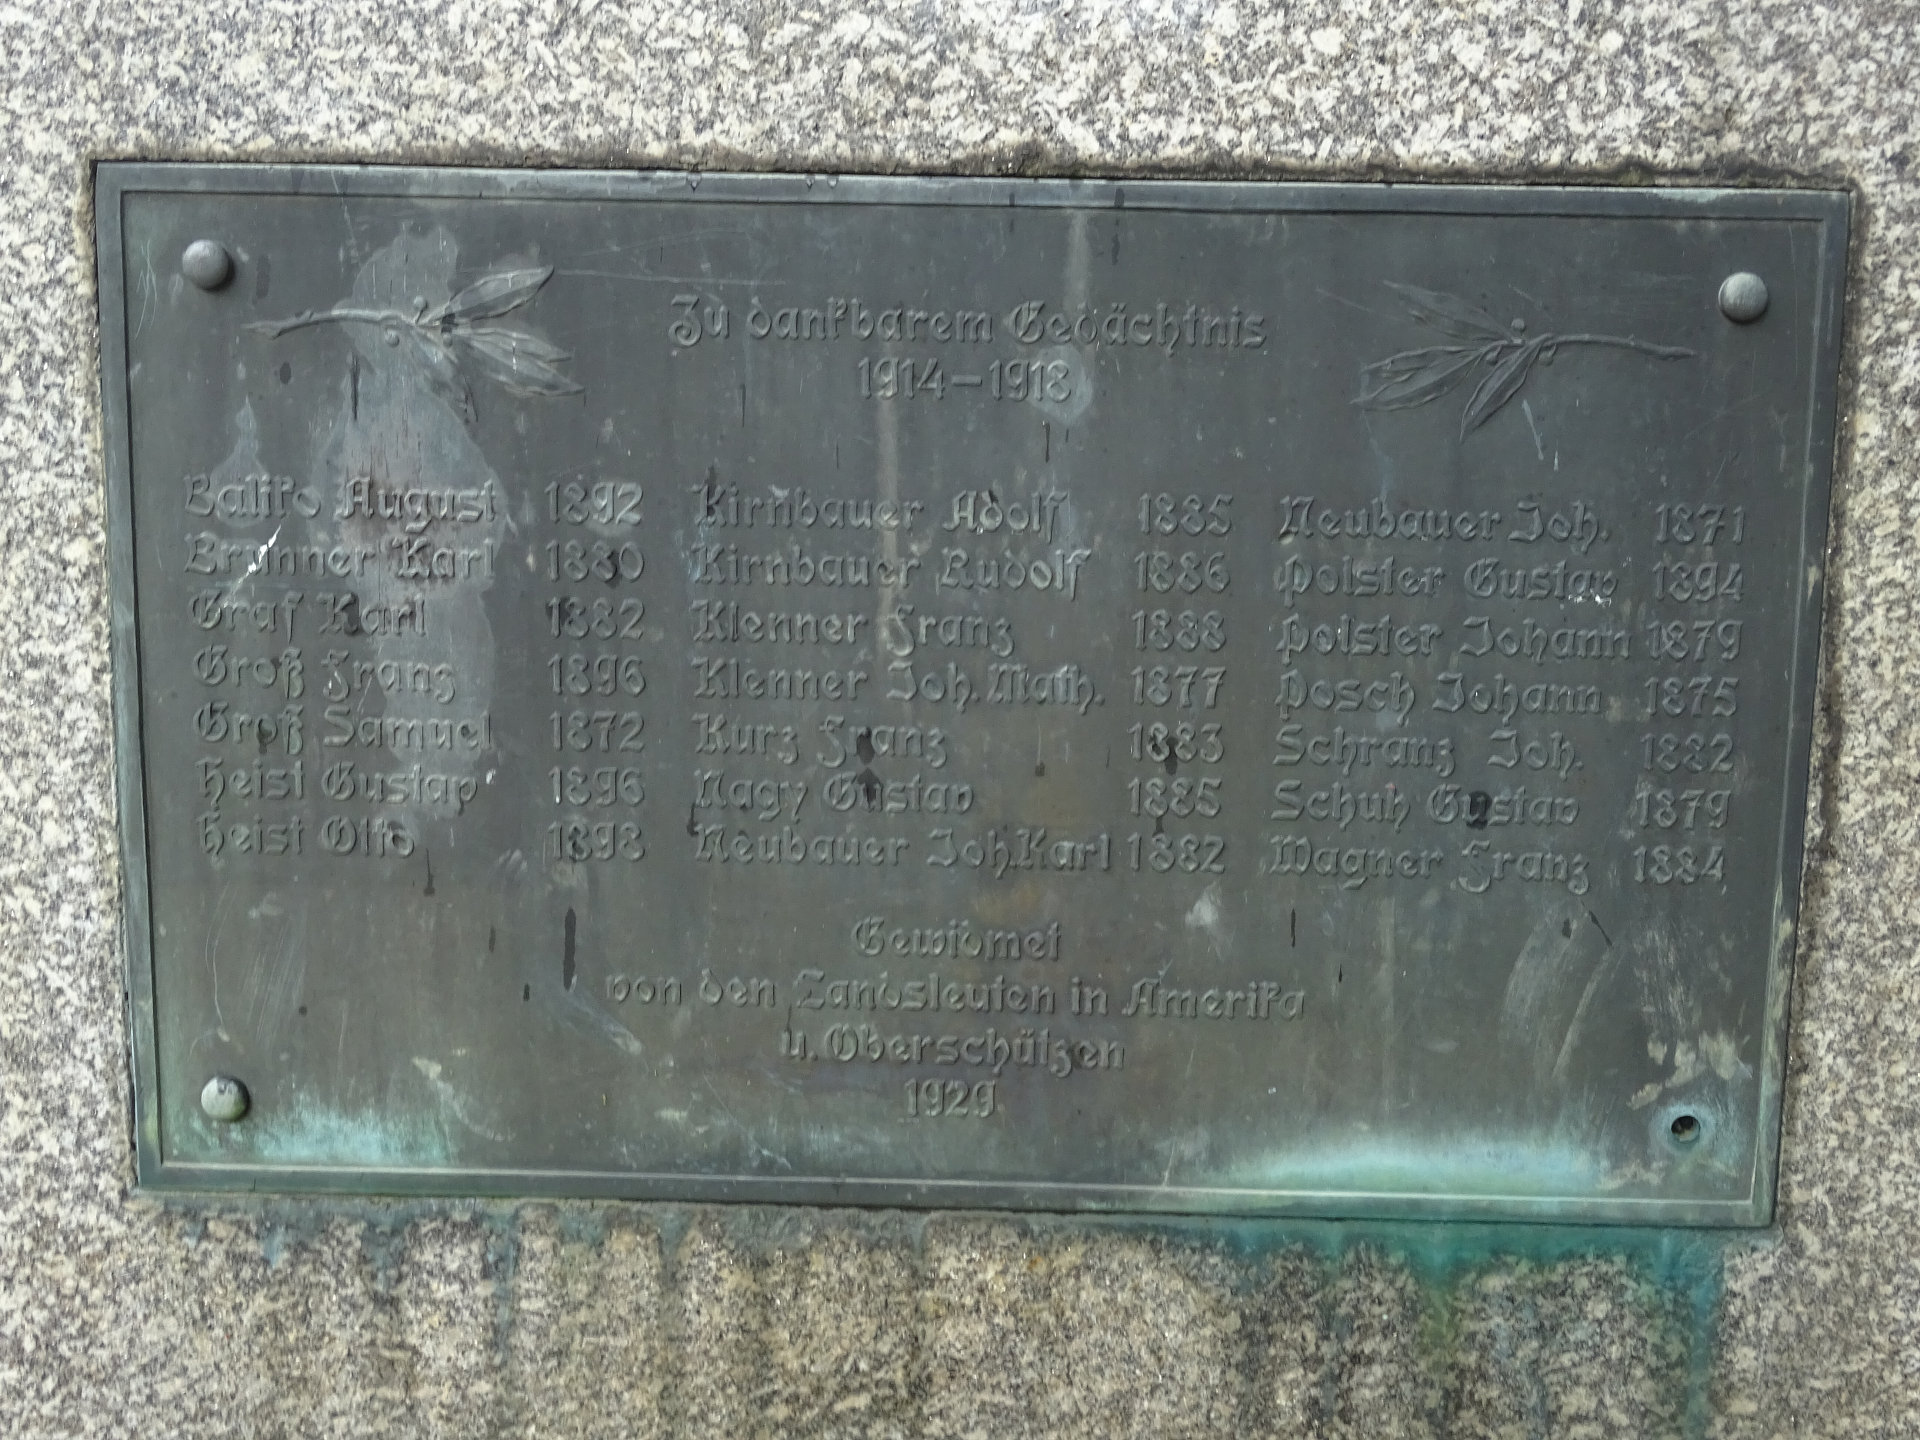 Zu dankbarem Gedächtnis
1914–1918
Baliko August 1892
Brunner Karl 1880
Graf Karl 1882
Groß Franz 1896
Groß Samuel 1872
Heist Gustav 1896
Heist Otto 1898
Kirnbauer Adolf 1885
Kirnbauer Rudolf 1886
Klenner Franz 1888
Klenner Joh. Math. 1877
Kurz Franz 1883
Nagy Gustav 1885
Neubauer Joh.Karl 1882
Neubauer Joh. 1871
Polster Gustav 1894
Polster Johann 1879
Posch Johann 1875
Schranz Joh. 1882
Schuh Gustav 1879
Wagner Franz 1884
Gewidmet
von den Landsleuten in Amerika
u. Oberschützen
1929